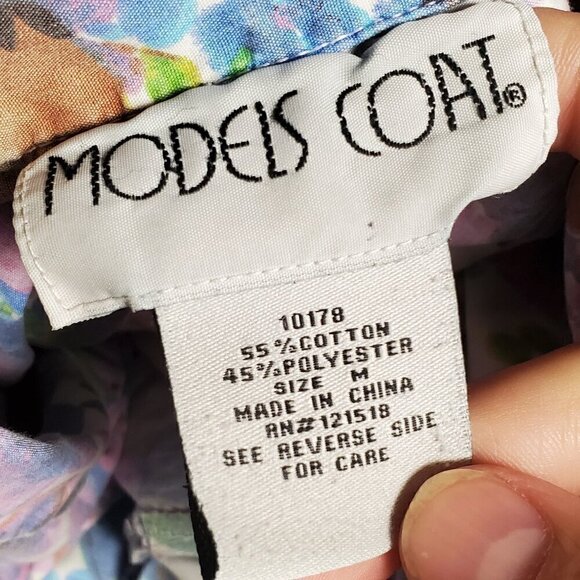 MODELS COAT®
10178
55%COTTON
45%POLYESTER
SIZE M
MADE IN CHINA
RN#121518
SEE REVERSE SIDE
FOR CARE